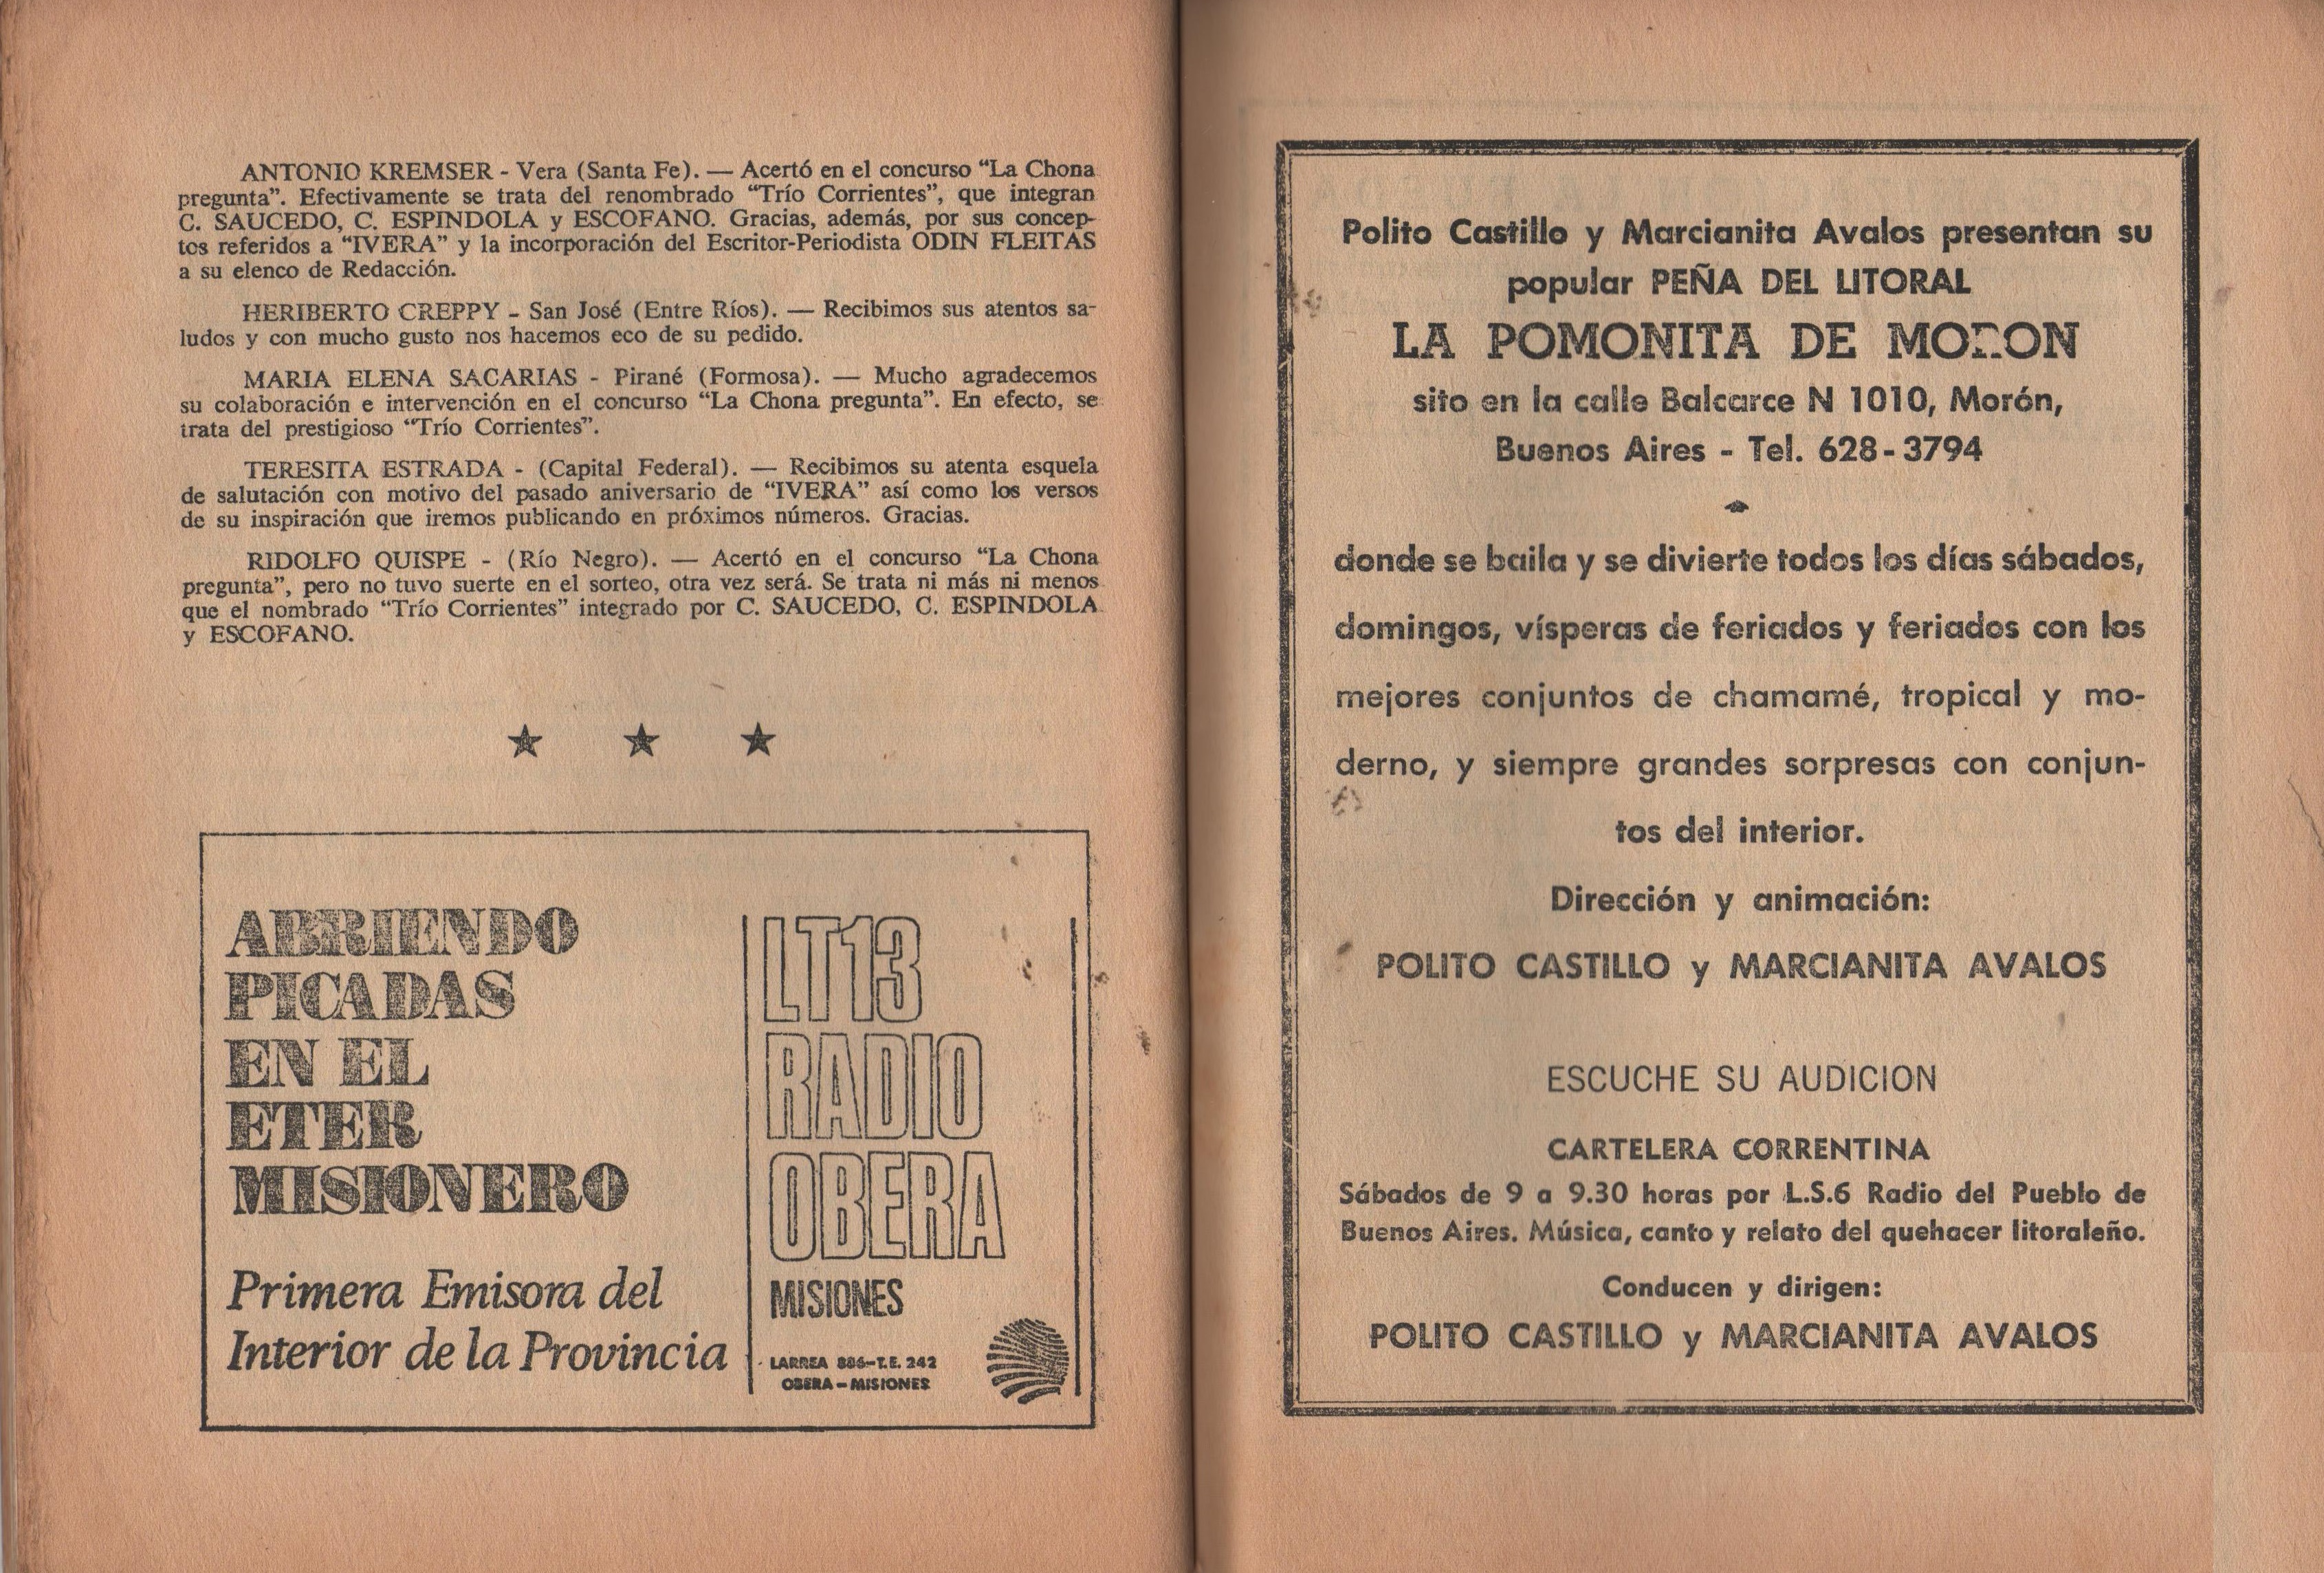 ANTONIO KREMSER - Vera (Santa Fe). — Acertó en el concurso “La Chona
pregunta”. Efectivamente se trata del renombrado “Trío Corrientes”, que integran
C. SAUCEDO, C. ESPINDOLA y ESCOFANO. Gracias, además, por sus concep-
tos referidos a “IVERA” y la incorporación del Escritor-Periodista ODIN FLEITAS
a su elenco de Redacción.
HERIBERTO CREPPY - San José (Entre Ríos). — Recibimos sus atentos sa-
ludos y con mucho gusto nos hacemos eco de su pedido.
MARIA ELENA SACARIAS - Pirané (Formosa). — Mucho agradecemos
su colaboración e intervención en el concurso “La Chona pregunta”. En efecto, se
trata del prestigioso “Trío Corrientes”.
TERESITA ESTRADA - (Capital Federal). — Recibimos su atenta esquela
de salutación con motivo del pasado aniversario de “IVERA” así como los versos
de su inspiración que iremos publicando en próximos números. Gracias.
RIDOLFO QUISPE - (Río Negro). — Acertó en el concurso “La Chona
pregunta”, pero no tuvo suerte en el sorteo, otra vez será. Se trata ni más ni menos
que el nombrado “Trío Corrientes” integrado por C. SAUCEDO, C. ESPINDOLA
y ESCOFANO.
ABRIENDO
PICADAS
EN EL
ETER
MISIONERO
Primera Emisora del
Interior de la Provincia
LT13
RADIO
OBERA
MISIONES
LARREA 886-T.E. 242
OBERA - MISIONES
Polito Castillo y Marcianita Avalos presentan su
popular PEÑA DEL LITORAL
LA POMONITA DE MORON
sito en la calle Balcarce N 1010, Morón,
Buenos Aires - Tel. 628-3794
donde se baila y se divierte todos los días sábados,
domingos, vísperas de feriados y feriados con los
mejores conjuntos de chamamé, tropical y mo-
derno, y siempre grandes sorpresas con conjun-
tos del interior.
Dirección y animación:
POLITO CASTILLO y MARCIANITA AVALOS
ESCUCHE SU AUDICION
CARTELERA CORRENTINA
Sábados de 9 a 9.30 horas por L.S.6 Radio del Pueblo de
Buenos Aires. Música, canto y relato del quehacer litoraleño.
Conducen y dirigen:
POLITO CASTILLO y MARCIANITA AVALOS